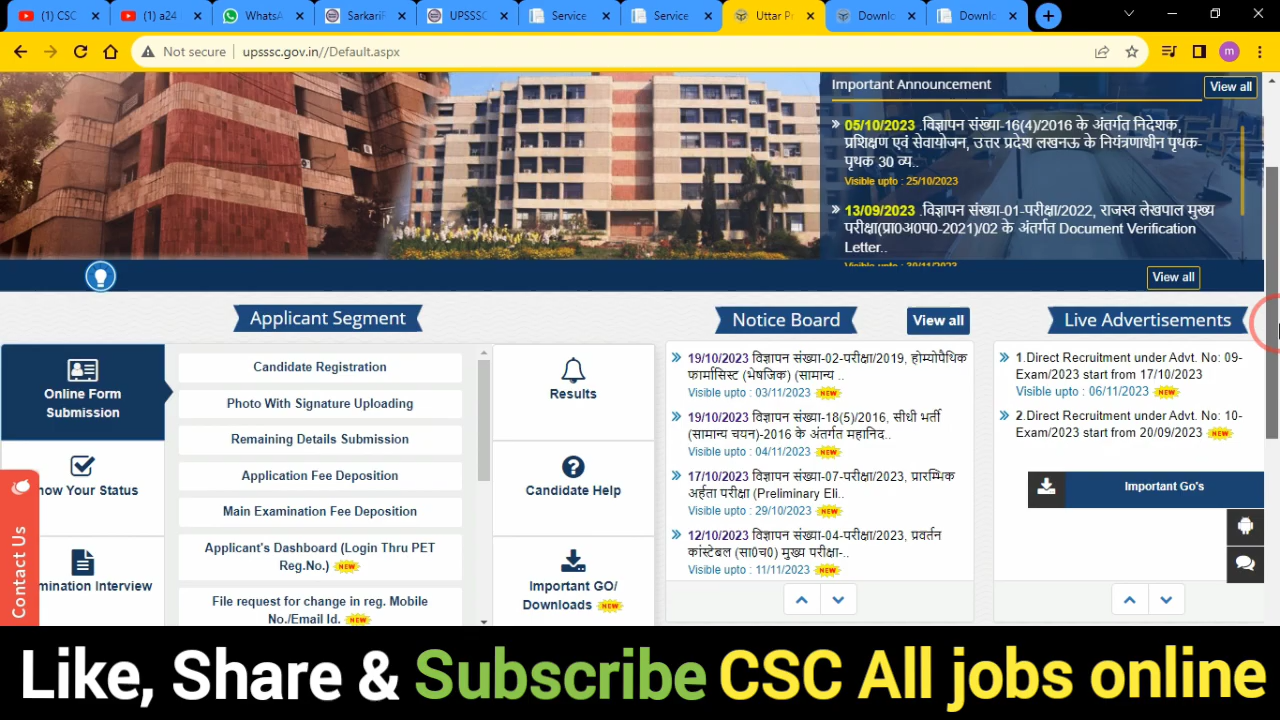 (1) CSC
(1) a24
WhatsA
Sarkari
UPSSSC
Service
Service
Uttar Pr
Downlo
Downlo
Not secure
upsssc.gov.in//Default.aspx
m
Important Announcement
View all
05/10/2023 .विज्ञापन संख्या-16(4)/2016 के अंतर्गत निदेशक,
प्रशिक्षण एवं सेवायोजन, उत्तर प्रदेश लखनऊ के नियंत्रणाधीन पृथक-
पृथक 30 व्य..
Visible upto : 25/10/2023
13/09/2023 .विज्ञापन संख्या-01-परीक्षा/2022, राजस्व लेखपाल मुख्य
परीक्षा(प्रा0अ0प0-2021)/02 के अंतर्गत Document Verification
Letter..
Visible upto : 30/11/2023
View all
Applicant Segment
Online Form
Submission
now Your Status
mination Interview
Candidate Registration
Photo With Signature Uploading
Remaining Details Submission
Application Fee Deposition
Main Examination Fee Deposition
Applicant's Dashboard (Login Thru PET
Reg.No.) NEW
File request for change in reg. Mobile
No./Email Id. NEW
Results
Candidate Help
Important GO/
Downloads NEW
Notice Board
View all
19/10/2023 विज्ञापन संख्या-02-परीक्षा/2019, होम्योपैथिक
फार्मासिस्ट (भेषजिक) (सामान्य ..
Visible upto : 03/11/2023 NEW
19/10/2023 विज्ञापन संख्या-18(5)/2016, सीधी भर्ती
(सामान्य चयन)-2016 के अंतर्गत महानिद..
Visible upto : 04/11/2023 NEW
17/10/2023 विज्ञापन संख्या-07-परीक्षा/2023, प्रारम्भिक
अर्हता परीक्षा (Preliminary Eli..
Visible upto : 29/10/2023 NEW
12/10/2023 विज्ञापन संख्या-04-परीक्षा/2023, प्रवर्तन
कांस्टेबल (सा0च0) मुख्य परीक्षा-..
Visible upto : 11/11/2023 NEW
Live Advertisements
1.Direct Recruitment under Advt. No: 09-
Exam/2023 start from 17/10/2023
Visible upto : 06/11/2023 NEW
2.Direct Recruitment under Advt. No: 10-
Exam/2023 start from 20/09/2023 NEW
Important Go's
Contact Us
Like, Share & Subscribe CSC All jobs online